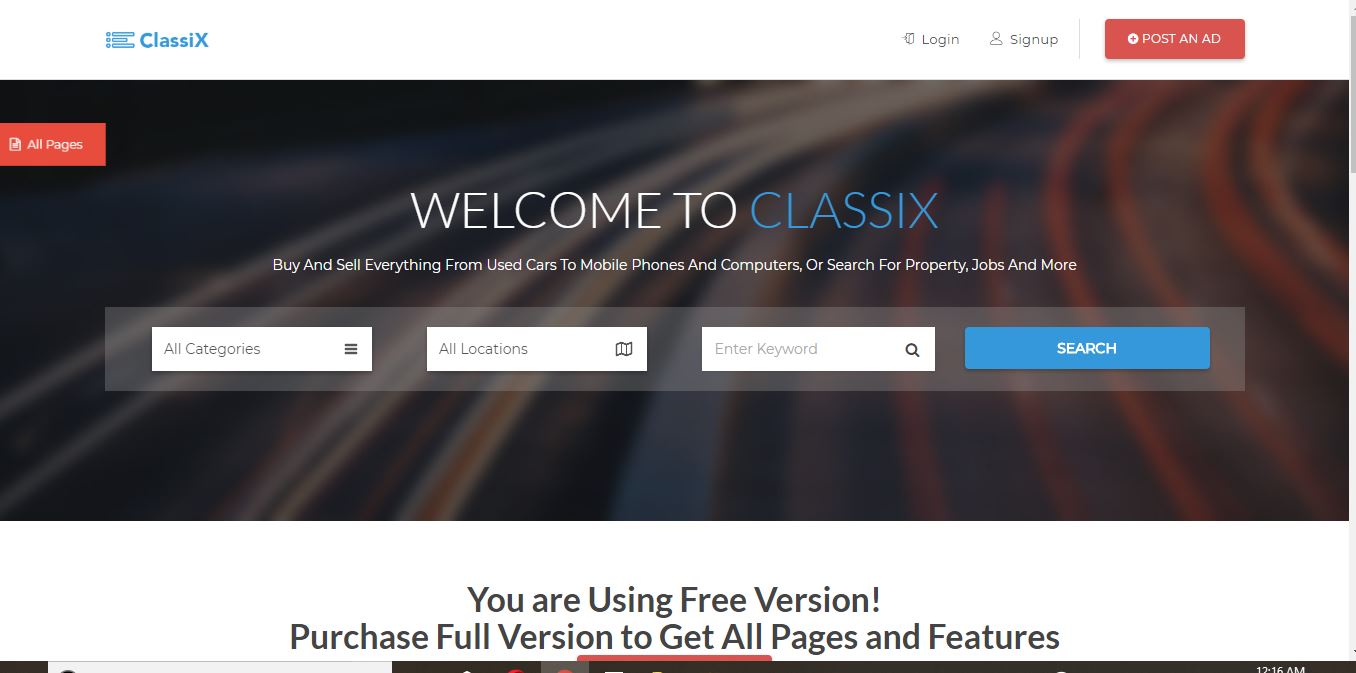 ClassiX
Login
Signup
POST AN AD
All Pages
WELCOME TO CLASSIX
Buy And Sell Everything From Used Cars To Mobile Phones And Computers, Or Search For Property, Jobs And More
All Categories
All Locations
Enter Keyword
SEARCH
You are Using Free Version!
Purchase Full Version to Get All Pages and Features
12:16 AM